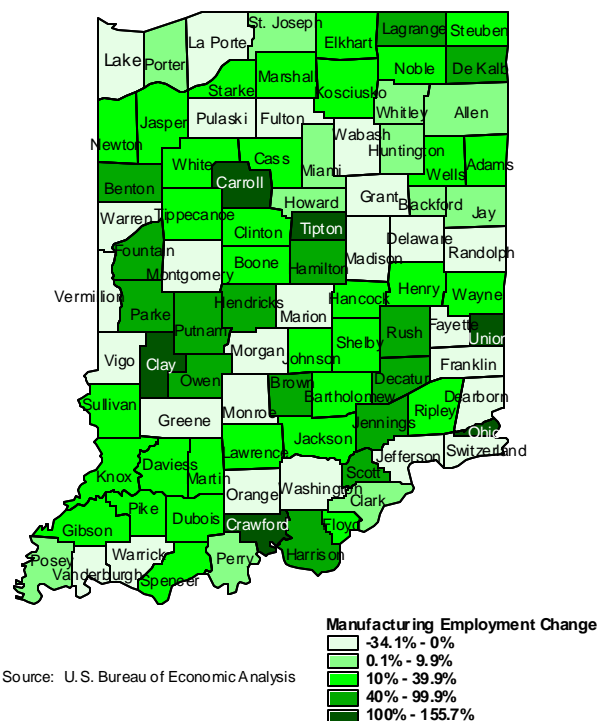 St. Joseph
Lagrange
Steuben
La Porte
Elkhart
Lake
Porter
Noble
De Kalb
Marshal
Starke
Kosciusko
Whitley
Allen
Jasper
Pulaski
Fulton
Wabash
Newton
Huntington
White
Cass
Miami
Wells
Adams
Benton
Carroll
Grant
Howard
Blackford
Jay
Warren
Tippecanoe
Clinton
Tipton
Delaware
Madison
Randolph
Fountain
Boone
Hamilton
Montgomery
Henry
Wayne
Vermillion
Hendricks
Hancock
Parke
Marion
Putnam
Rush
Fayette
Union
Shelby
Vigo
Clay
Morgan
Johnson
Franklin
Owen
Brown
Decatur
Bartholomew
Dearborn
Sullivan
Monroe
Ripley
Greene
Jennings
Jackson
Ohio
Lawrence
Jefferson
Switzerland
Daviess
Knox
Martin
Scott
Orange
Washington
Clark
Pike
Dubois
Crawford
Floyd
Gibson
Harrison
Warrick
Posey
Perry
Vanderburgh
Spencer
Manufacturing Employment Change
-34.1% - 0%
0.1% - 9.9%
10% - 39.9%
40% - 99.9%
100% - 155.7%
Source: U.S. Bureau of Economic Analysis